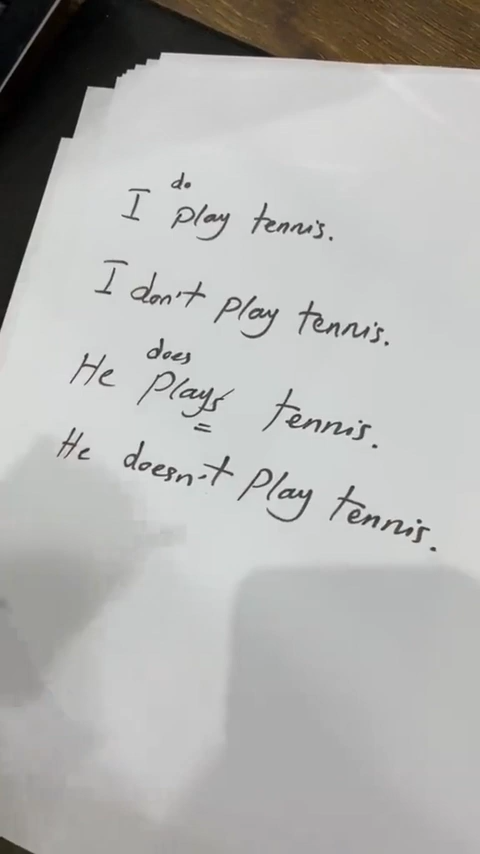 do
I play tennis.
I don't play tennis.
does
He plays tennis.
He doesn't play tennis.